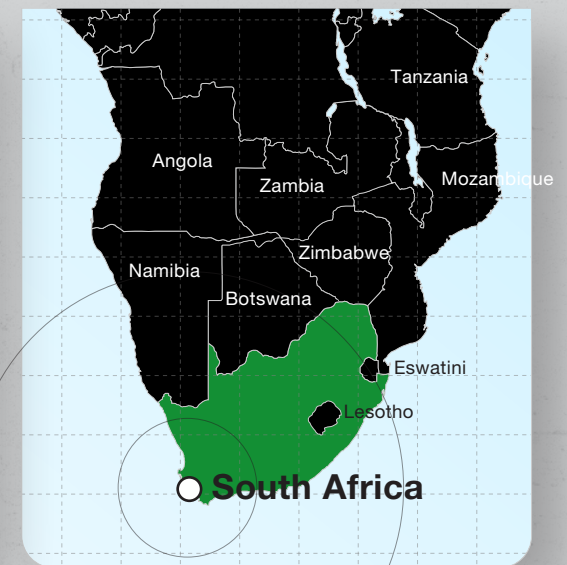 Tanzania
Angola
Mozambique
Zambia
Zimbabwe
Namibia
Botswana
Eswatini
Lesotho
South Africa